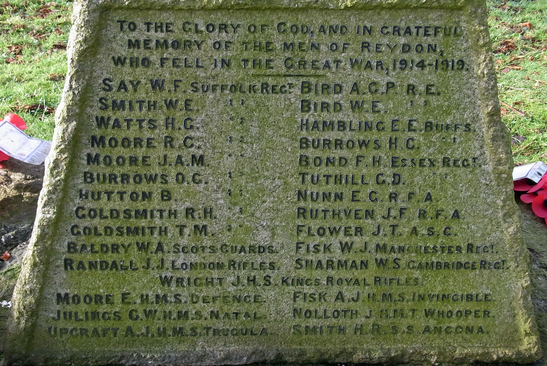 TO THE GLORY OF GOD, AND IN GRATEFUL
MEMORY OF THE MEN OF REYDON,
WHO FELL IN THE GREAT WAR, 1914-1919.
SAY W.F. SUFFOLK REGT. BIRD A.G.P. R.E.
SMITH W.E. " " BIRD W.E. " "
WATTS H.G. " " HAMBLING E.E. BUFFS.
MOORE R.C. " " BURROWS H.C. "
MOORE J.A.M. " " BOND F.H. ESSEX REGT.
BURROWS O.C. " " TUTHILL G.D. "
HUTTON B. " " NUNN E.C. R.F.A.
GOLDSMITH R.H. " " RUTHVEN J.F. R.F.A.
GOLDSMITH T.M. " " FLOWER J.T. A.S.C.
BALDRY W.A. SCOTS GUARDS. FISK W.J. MANCHESTER REGT.
RANDALL J.J. LONDON RIFLES. SHARMAN W.S. CAMBRIDGE REGT.
WRIGHT J.H.S. KINGS ROYAL RIFLES.
MOORE E. H.M.S. DEFENCE. FISK A.J. H.M.S. INVINCIBLE.
JULINGS G.W. H.M.S. NATAL. NOLLOTH J. H.M.T. WHOOPER.
UPCRAFT A.J. H.M.S. SMITH H.R. S.S. ANCONA.